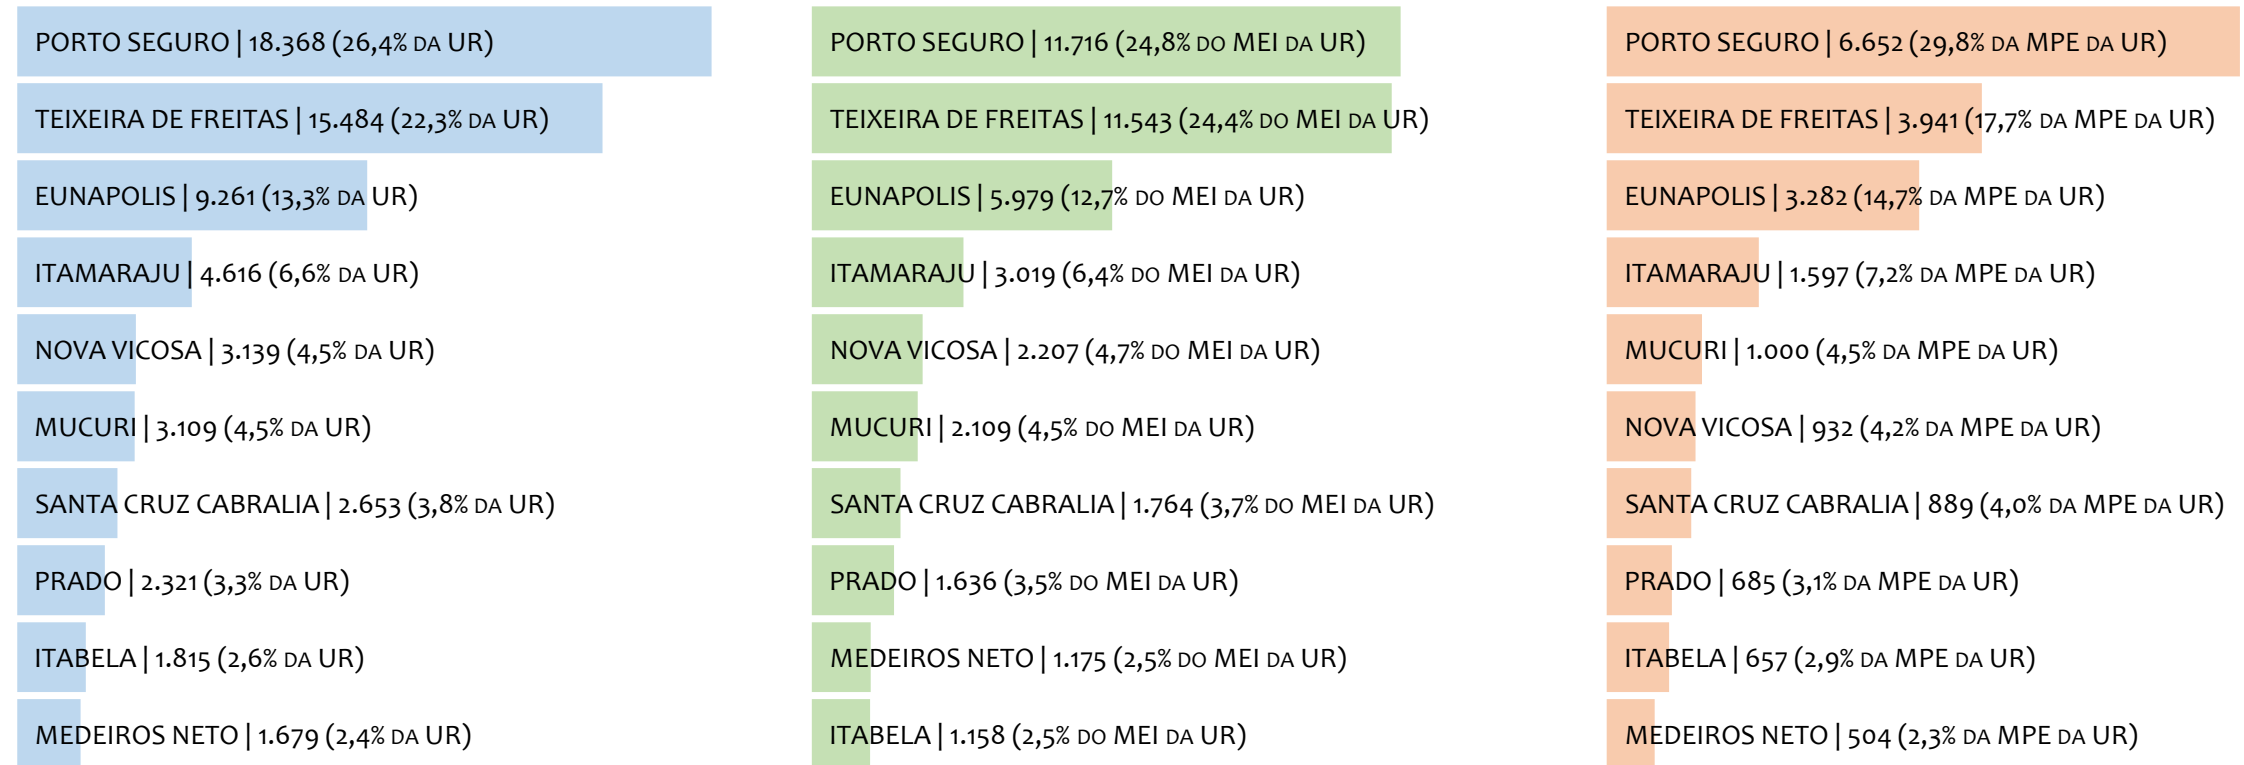 PORTO SEGURO | 18.368 (26,4% DA UR)
TEIXEIRA DE FREITAS | 15.484 (22,3% DA UR)
EUNAPOLIS | 9.261 (13,3% DA UR)
ITAMARAJU | 4.616 (6,6% DA UR)
NOVA VICOSA | 3.139 (4,5% DA UR)
MUCURI | 3.109 (4,5% DA UR)
SANTA CRUZ CABRALIA | 2.653 (3,8% DA UR)
PRADO | 2.321 (3,3% DA UR)
ITABELA | 1.815 (2,6% DA UR)
MEDEIROS NETO | 1.679 (2,4% DA UR)
PORTO SEGURO | 11.716 (24,8% DO MEI DA UR)
TEIXEIRA DE FREITAS | 11.543 (24,4% DO MEI DA UR)
EUNAPOLIS | 5.979 (12,7% DO MEI DA UR)
ITAMARAJU | 3.019 (6,4% DO MEI DA UR)
NOVA VICOSA | 2.207 (4,7% DO MEI DA UR)
MUCURI | 2.109 (4,5% DO MEI DA UR)
SANTA CRUZ CABRALIA | 1.764 (3,7% DO MEI DA UR)
PRADO | 1.636 (3,5% DO MEI DA UR)
MEDEIROS NETO | 1.175 (2,5% DO MEI DA UR)
ITABELA | 1.158 (2,5% DO MEI DA UR)
PORTO SEGURO | 6.652 (29,8% DA MPE DA UR)
TEIXEIRA DE FREITAS | 3.941 (17,7% DA MPE DA UR)
EUNAPOLIS | 3.282 (14,7% DA MPE DA UR)
ITAMARAJU | 1.597 (7,2% DA MPE DA UR)
MUCURI | 1.000 (4,5% DA MPE DA UR)
NOVA VICOSA | 932 (4,2% DA MPE DA UR)
SANTA CRUZ CABRALIA | 889 (4,0% DA MPE DA UR)
PRADO | 685 (3,1% DA MPE DA UR)
ITABELA | 657 (2,9% DA MPE DA UR)
MEDEIROS NETO | 504 (2,3% DA MPE DA UR)